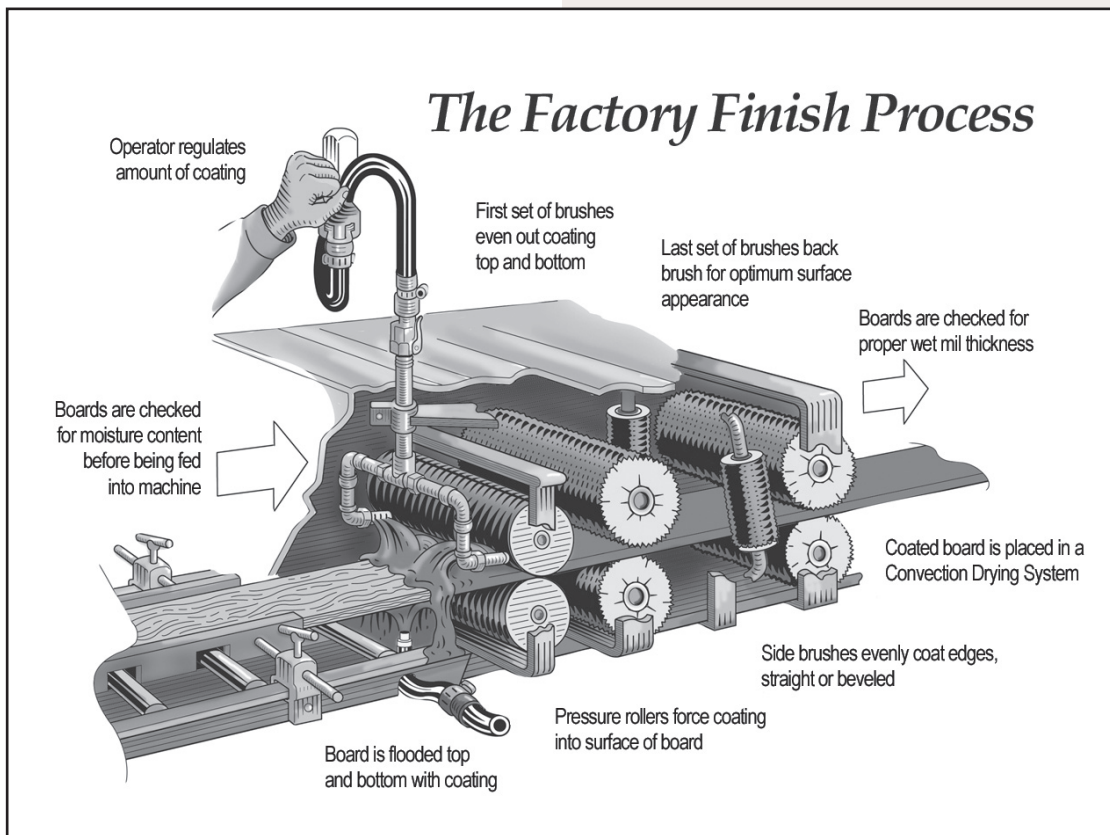 The Factory Finish Process
Operator regulates
amount of coating
First set of brushes
even out coating
top and bottom
Last set of brushes back
brush for optimum surface
appearance
Boards are checked for
proper wet mil thickness
Boards are checked
for moisture content
before being fed
into machine
Coated board is placed in a
Convection Drying System
Side brushes evenly coat edges,
straight or beveled
Pressure rollers force coating
into surface of board
Board is flooded top
and bottom with coating